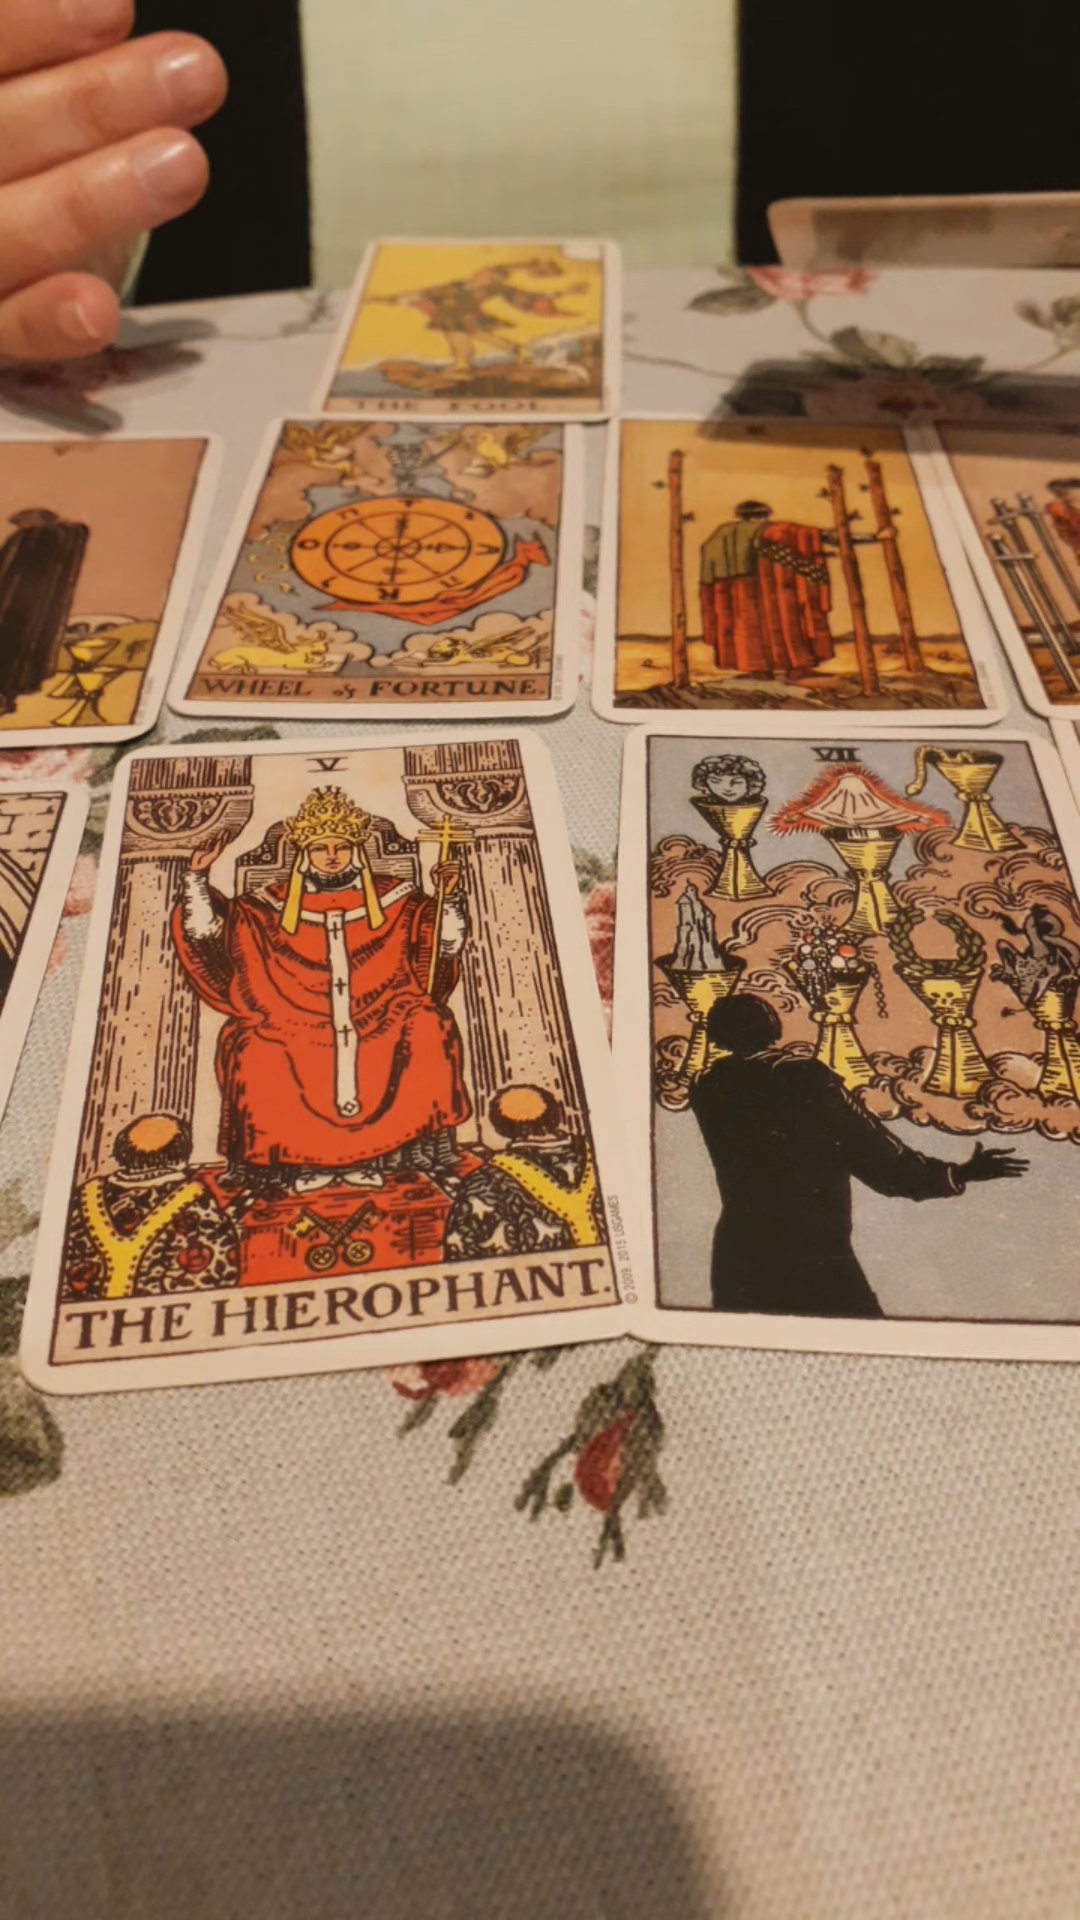 THE FOOL
WHEEL of FORTUNE.
V
VII
THE HIEROPHANT.
© 2009. 2015 USGAMES